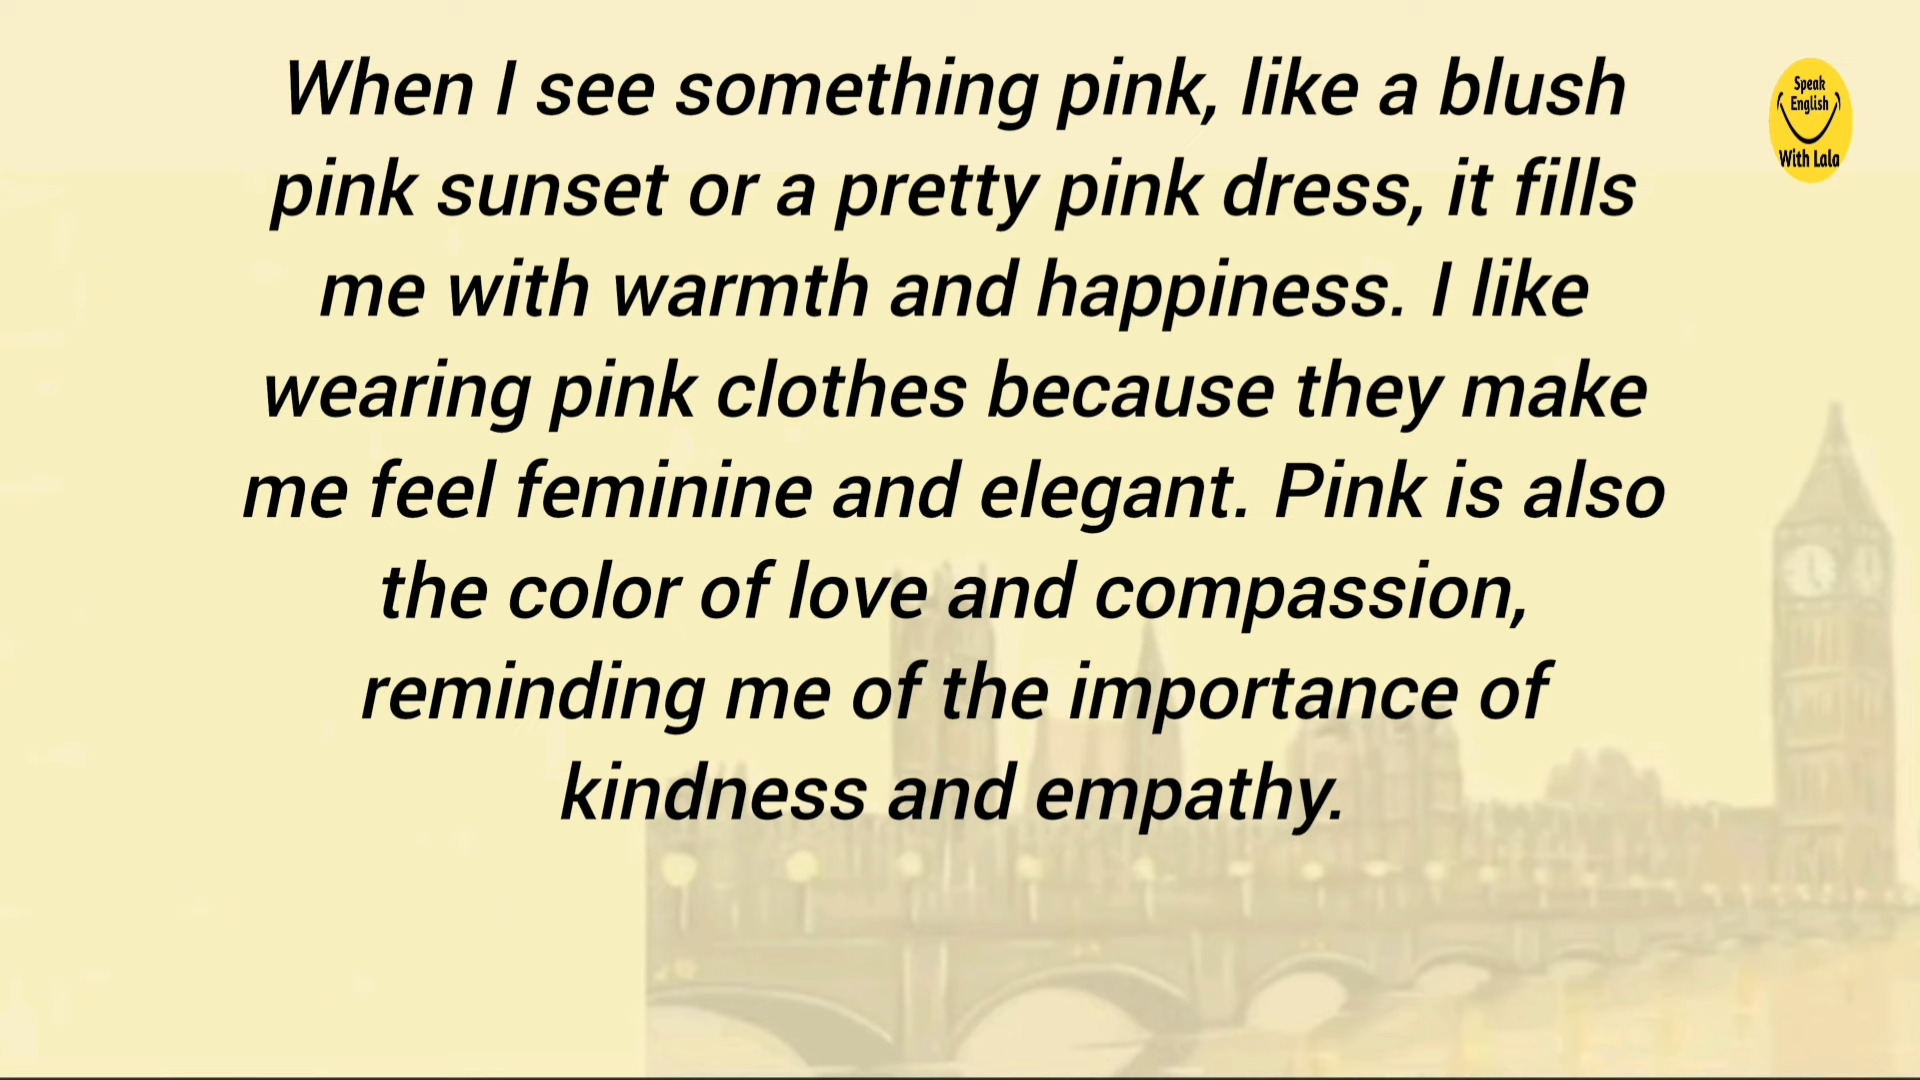 When I see something pink, like a blush
pink sunset or a pretty pink dress, it fills
me with warmth and happiness. I like
wearing pink clothes because they make
me feel feminine and elegant. Pink is also
the color of love and compassion,
reminding me of the importance of
kindness and empathy.
Speak
English
With Lala